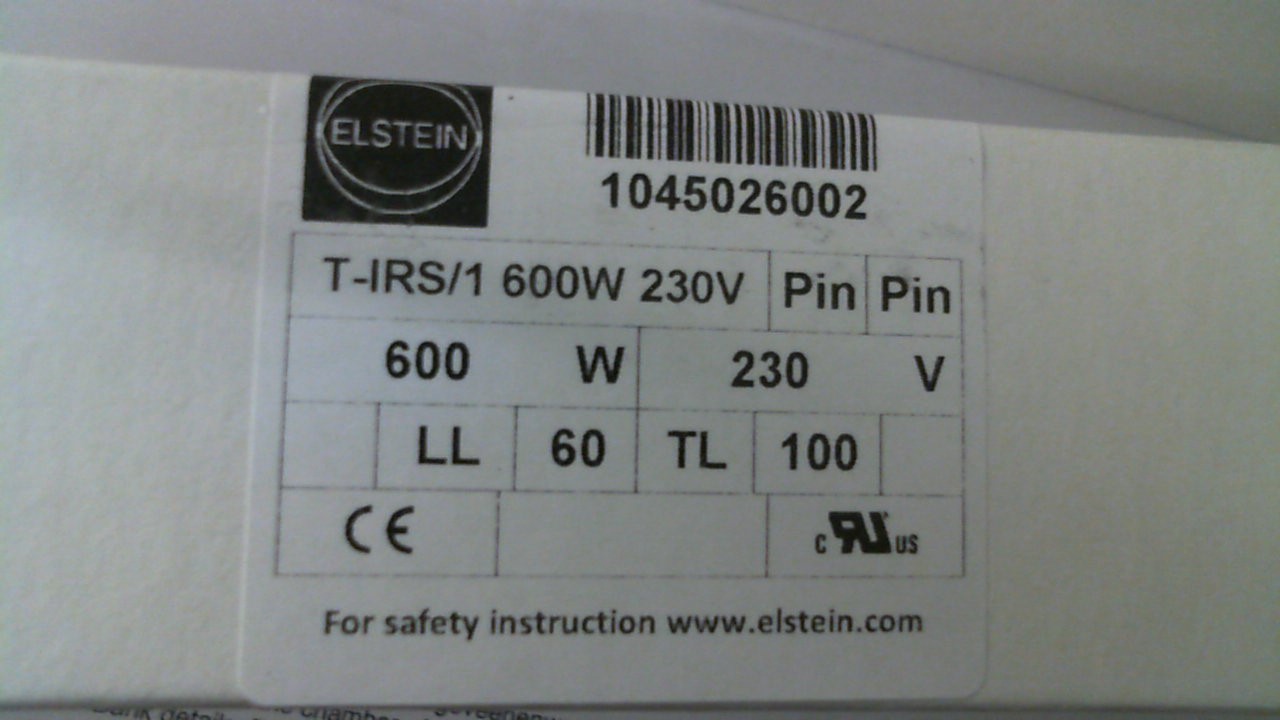 ELSTEIN
1045026002
T-IRS/1 600W 230V Pin Pin
600 W 230 V
LL 60 TL 100
CE c RU US
For safety instruction www.elstein.com